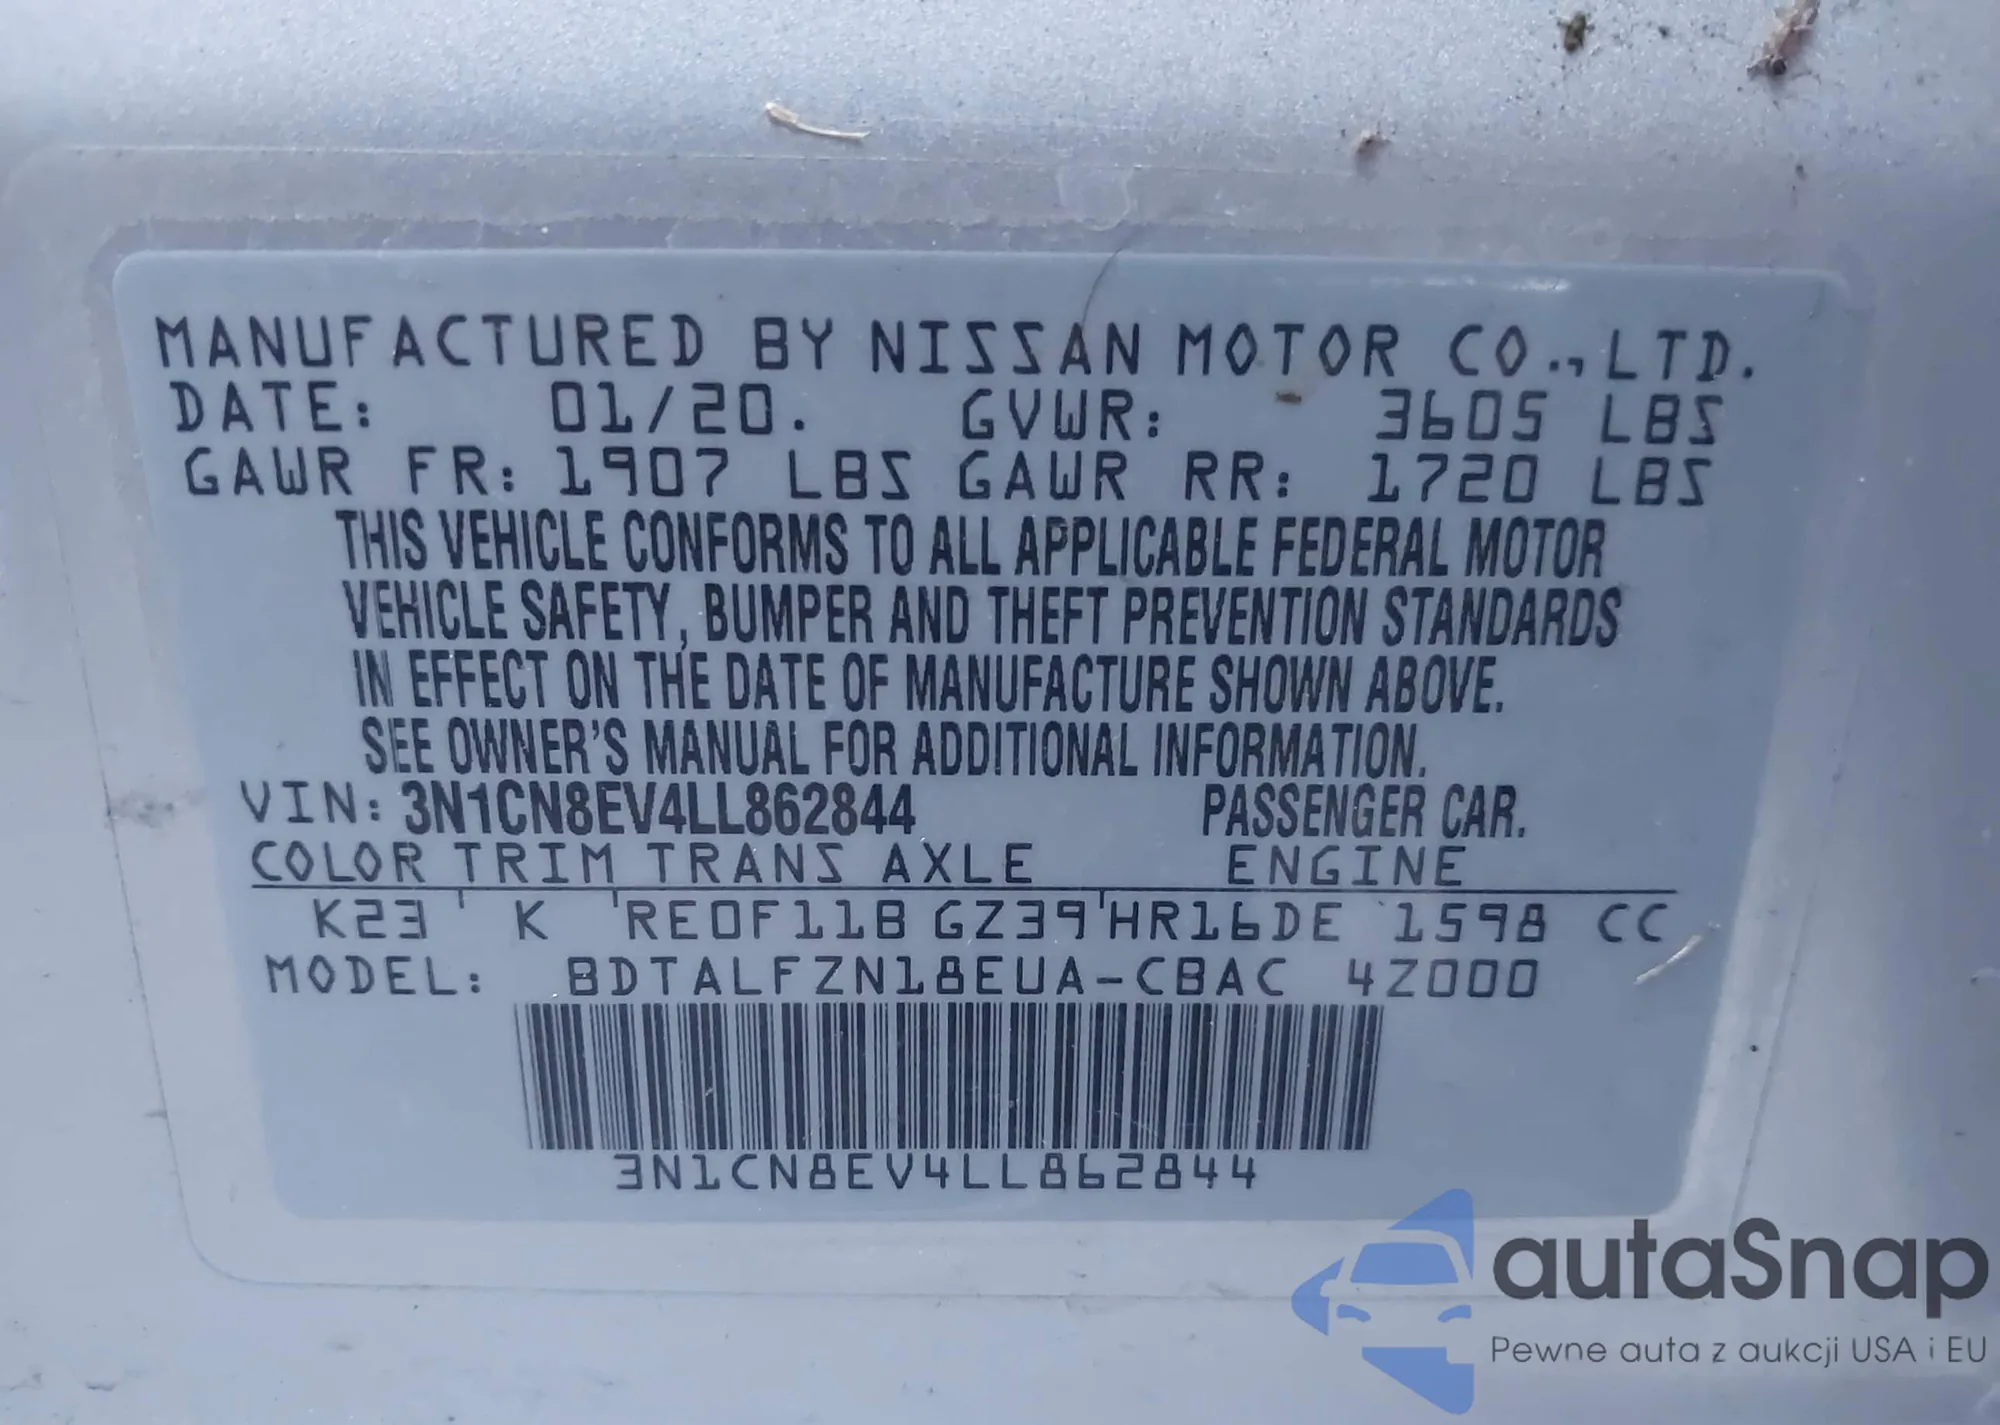 MANUFACTURED BY NISSAN MOTOR CO.,LTD.
DATE: 01/20. GVWR: 3605 LBS
GAWR FR: 1907 LBS GAWR RR: 1720 LBS
THIS VEHICLE CONFORMS TO ALL APPLICABLE FEDERAL MOTOR
VEHICLE SAFETY, BUMPER AND THEFT PREVENTION STANDARDS
IN EFFECT ON THE DATE OF MANUFACTURE SHOWN ABOVE.
SEE OWNER'S MANUAL FOR ADDITIONAL INFORMATION.
VIN: 3N1CN8EV4LL862844 PASSENGER CAR.
COLOR TRIM TRANS AXLE ENGINE
K23 K RE0F11B GZ39 HR16DE 1598 CC
MODEL: BDTALFZN18EUA-CBAC 4Z000
3N1CN8EV4LL862844
autaSnap
Pewne auta z aukcji USA i EU